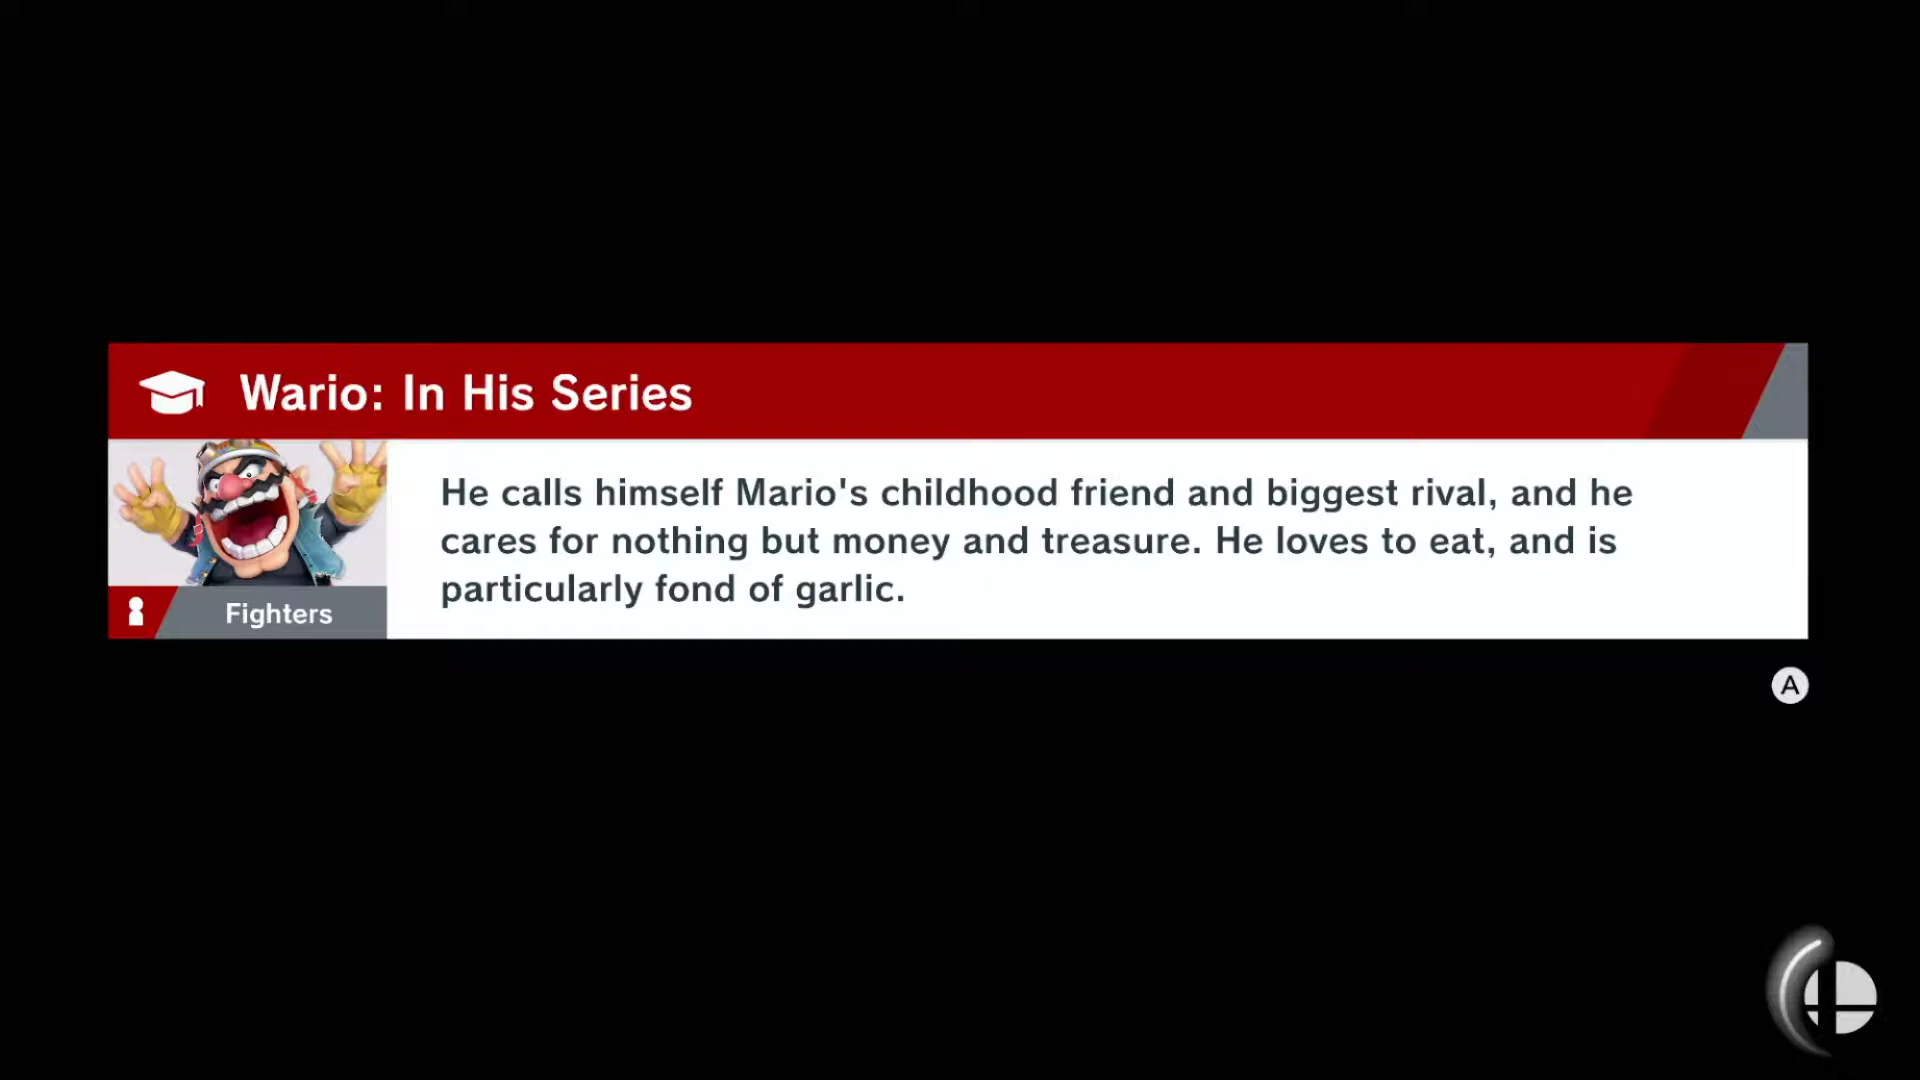 Wario: In His Series
He calls himself Mario's childhood friend and biggest rival, and he
cares for nothing but money and treasure. He loves to eat, and is
particularly fond of garlic.
Fighters
A